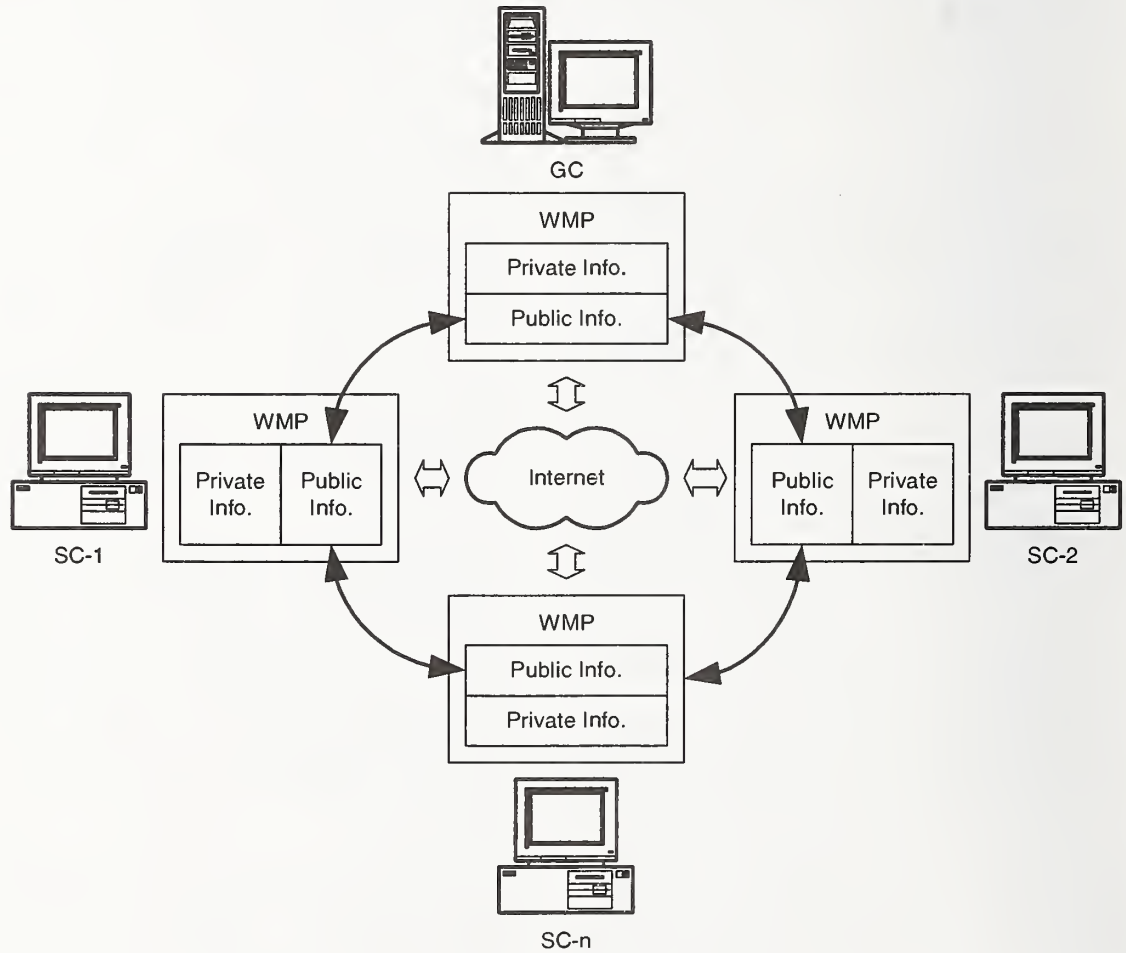 GC
WMP
Private Info.
Public Info.
WMP
Private
Info.
Public
Info.
SC-1
Internet
WMP
Public
Info.
Private
Info.
SC-2
WMP
Public Info.
Private Info.
SC-n